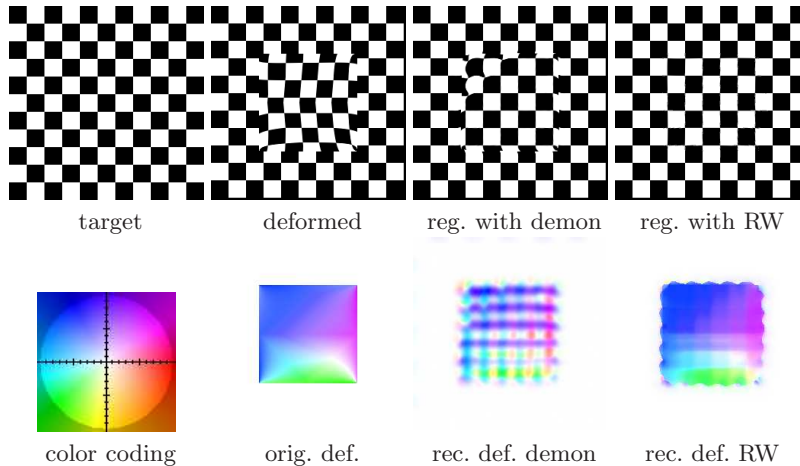 target
deformed
reg. with demon
reg. with RW
color coding
orig. def.
rec. def. demon
rec. def. RW